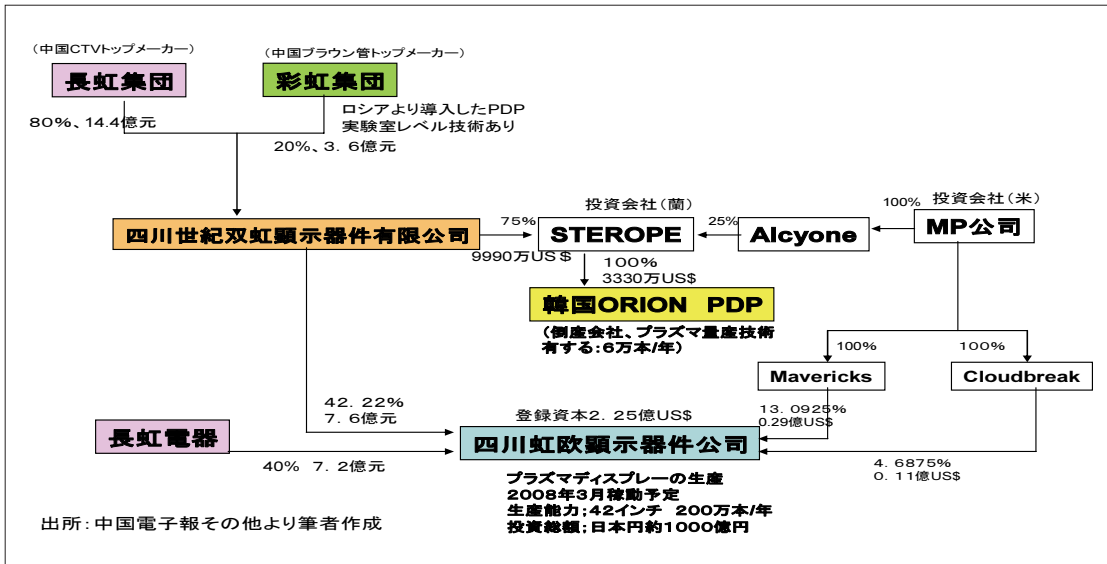 （中国CTVトップメーカー）
（中国ブラウン管トップメーカー）
長虹集団
彩虹集団
ロシアより導入したPDP
実験室レベル技術あり
80%、14.4億元
20%、3. 6億元
投資会社（蘭）
投資会社（米）
四川世紀双虹顕示器件有限公司
75%
STEROPE
25%
Alcyone
100%
MP公司
9990万US$
100%
3330万US$
韓国ORION PDP
（倒産会社、プラズマ量産技術
有する：6万本/年）
100%
100%
Mavericks
Cloudbreak
42. 22%
7. 6億元
登録資本2. 25億US$
13. 0925%
0.29億US$
長虹電器
40% 7. 2億元
四川虹欧顕示器件公司
4. 6875%
0. 11億US$
プラズマディスプレーの生産
2008年3月稼動予定
生産能力；42インチ 200万本/年
投資総額；日本円約1000億円
出所：中国電子報その他より筆者作成